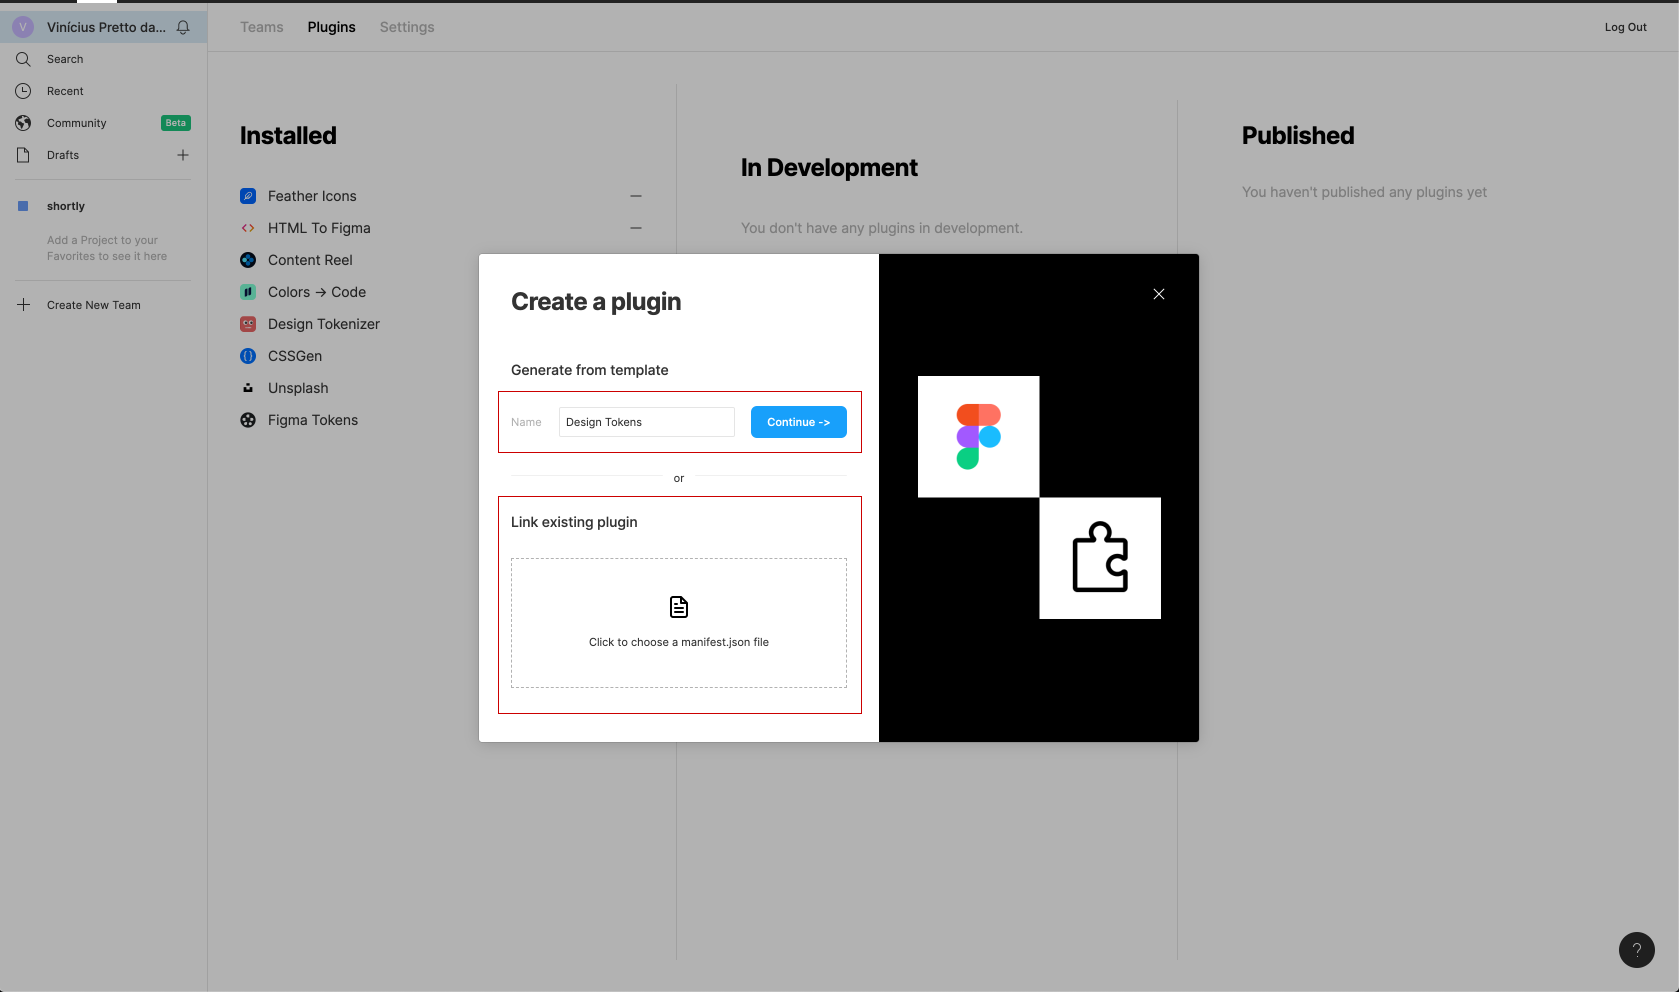 V
Vinícius Pretto da...
Search
Recent
Community
Beta
Drafts
shortly
Add a Project to your
Favorites to see it here
Create New Team
Teams
Plugins
Settings
Log Out
Installed
Feather Icons
HTML To Figma
Content Reel
Colors → Code
Design Tokenizer
CSSGen
Unsplash
Figma Tokens
In Development
You don't have any plugins in development.
Published
You haven't published any plugins yet
Create a plugin
Generate from template
Name
Design Tokens
Continue ->
or
Link existing plugin
Click to choose a manifest.json file
?